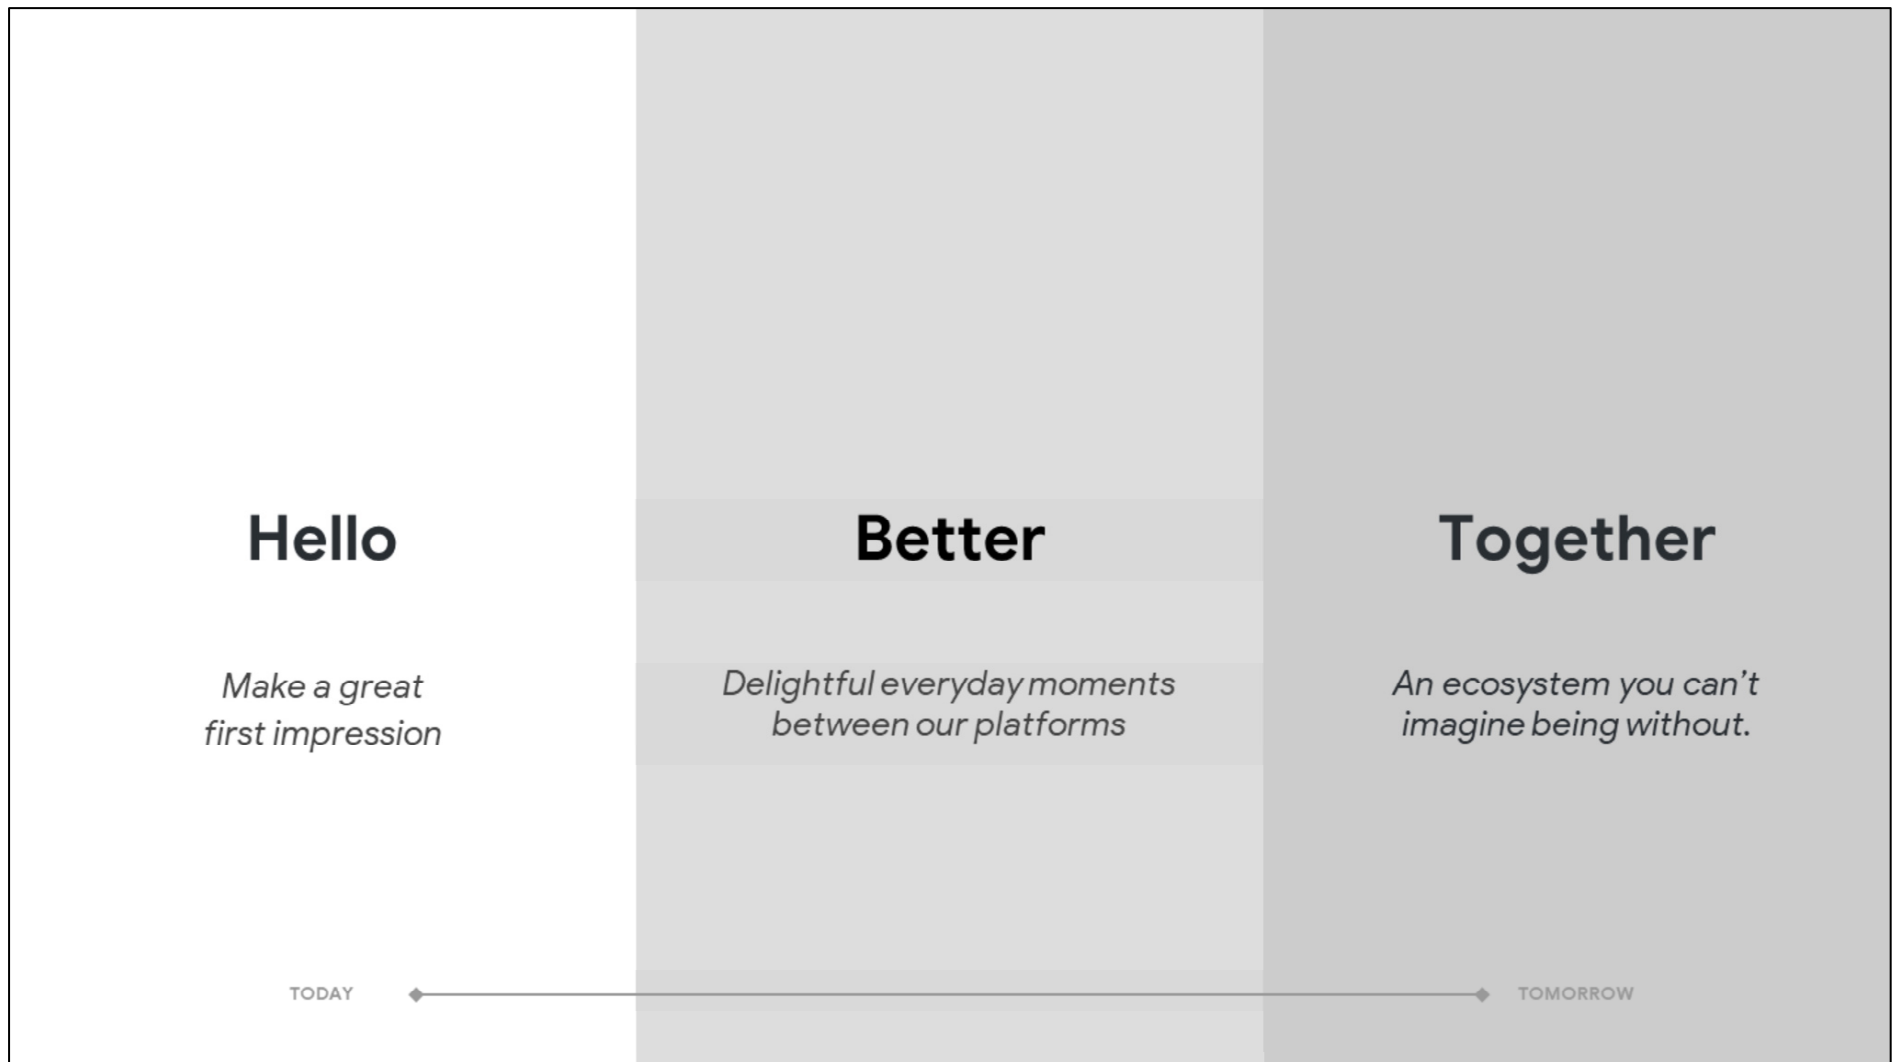 Hello
Make a great
first impression
Better
Delightful everyday moments
between our platforms
Together
An ecosystem you can’t
imagine being without.
TODAY
TOMORROW